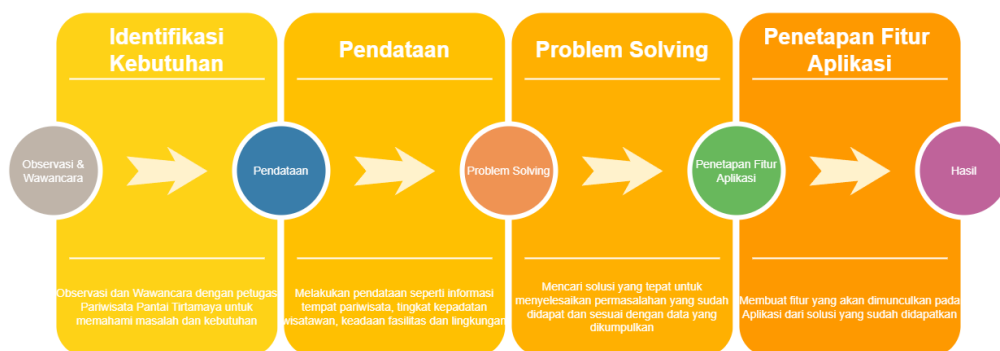 Identifikasi
Kebutuhan
Pendataan
Problem Solving
Penetapan Fitur
Aplikasi
Observasi &
Wawancara
Pendataan
Problem Solving
Penetapan Fitur
Aplikasi
Hasil
Observasi dan Wawancara dengan petugas
Pariwisata Pantai Tirtamaya untuk
memahami masalah dan kebutuhan
Melakukan pendataan seperti informasi
tempat pariwisata, tingkat kepadatan
wisatawan, keadaan fasilitas dan lingkungan
Mencari solusi yang tepat untuk
menyelesaikan permasalahan yang sudah
didapat dan sesuai dengan data yang
dikumpulkan
Membuat fitur yang akan dimunculkan pada
Aplikasi dari solusi yang sudah didapatkan